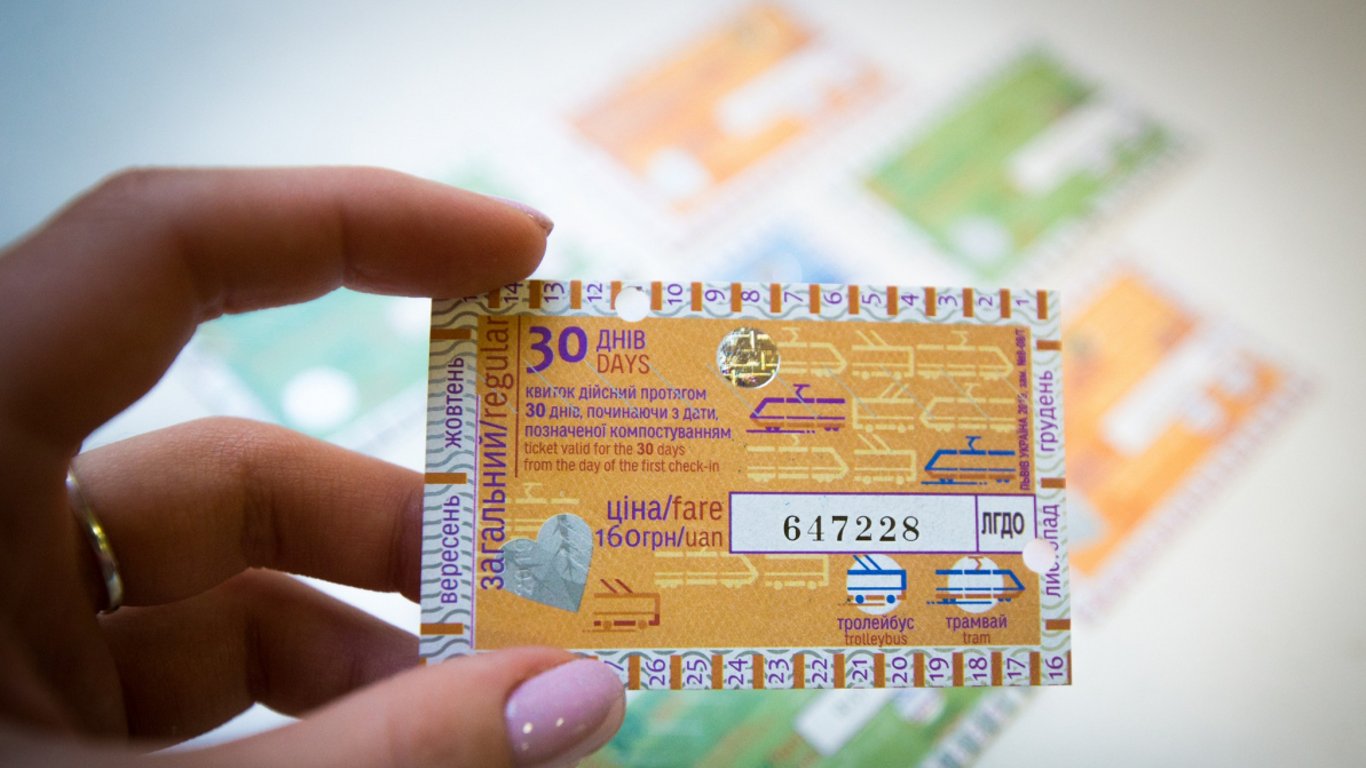 14 13 12 10 9 8 7 6 5 4 3 2 1
жовтень
вересень
загальний/regular
30 ДНІВ
DAYS
квиток дійсний протягом
30 днів, починаючи з дати,
позначеної компостуванням
ticket valid for the 30 days
from the day of the first check-in
ціна/fare
160грн/uan
647228
ЛГДО
тролейбус
trolleybus
трамвай
tram
грудень
ЛЬВІВ УКРАЇНА
26 25 24 23 22 21 20 19 18 17 16